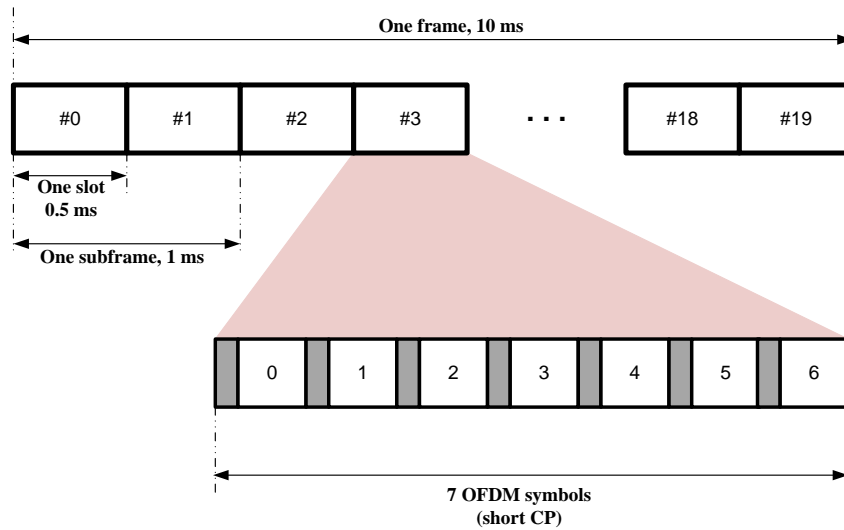 One frame, 10 ms
#0 #1 #2 #3 ... #18 #19
One slot
0.5 ms
One subframe, 1 ms
0 1 2 3 4 5 6
7 OFDM symbols
(short CP)